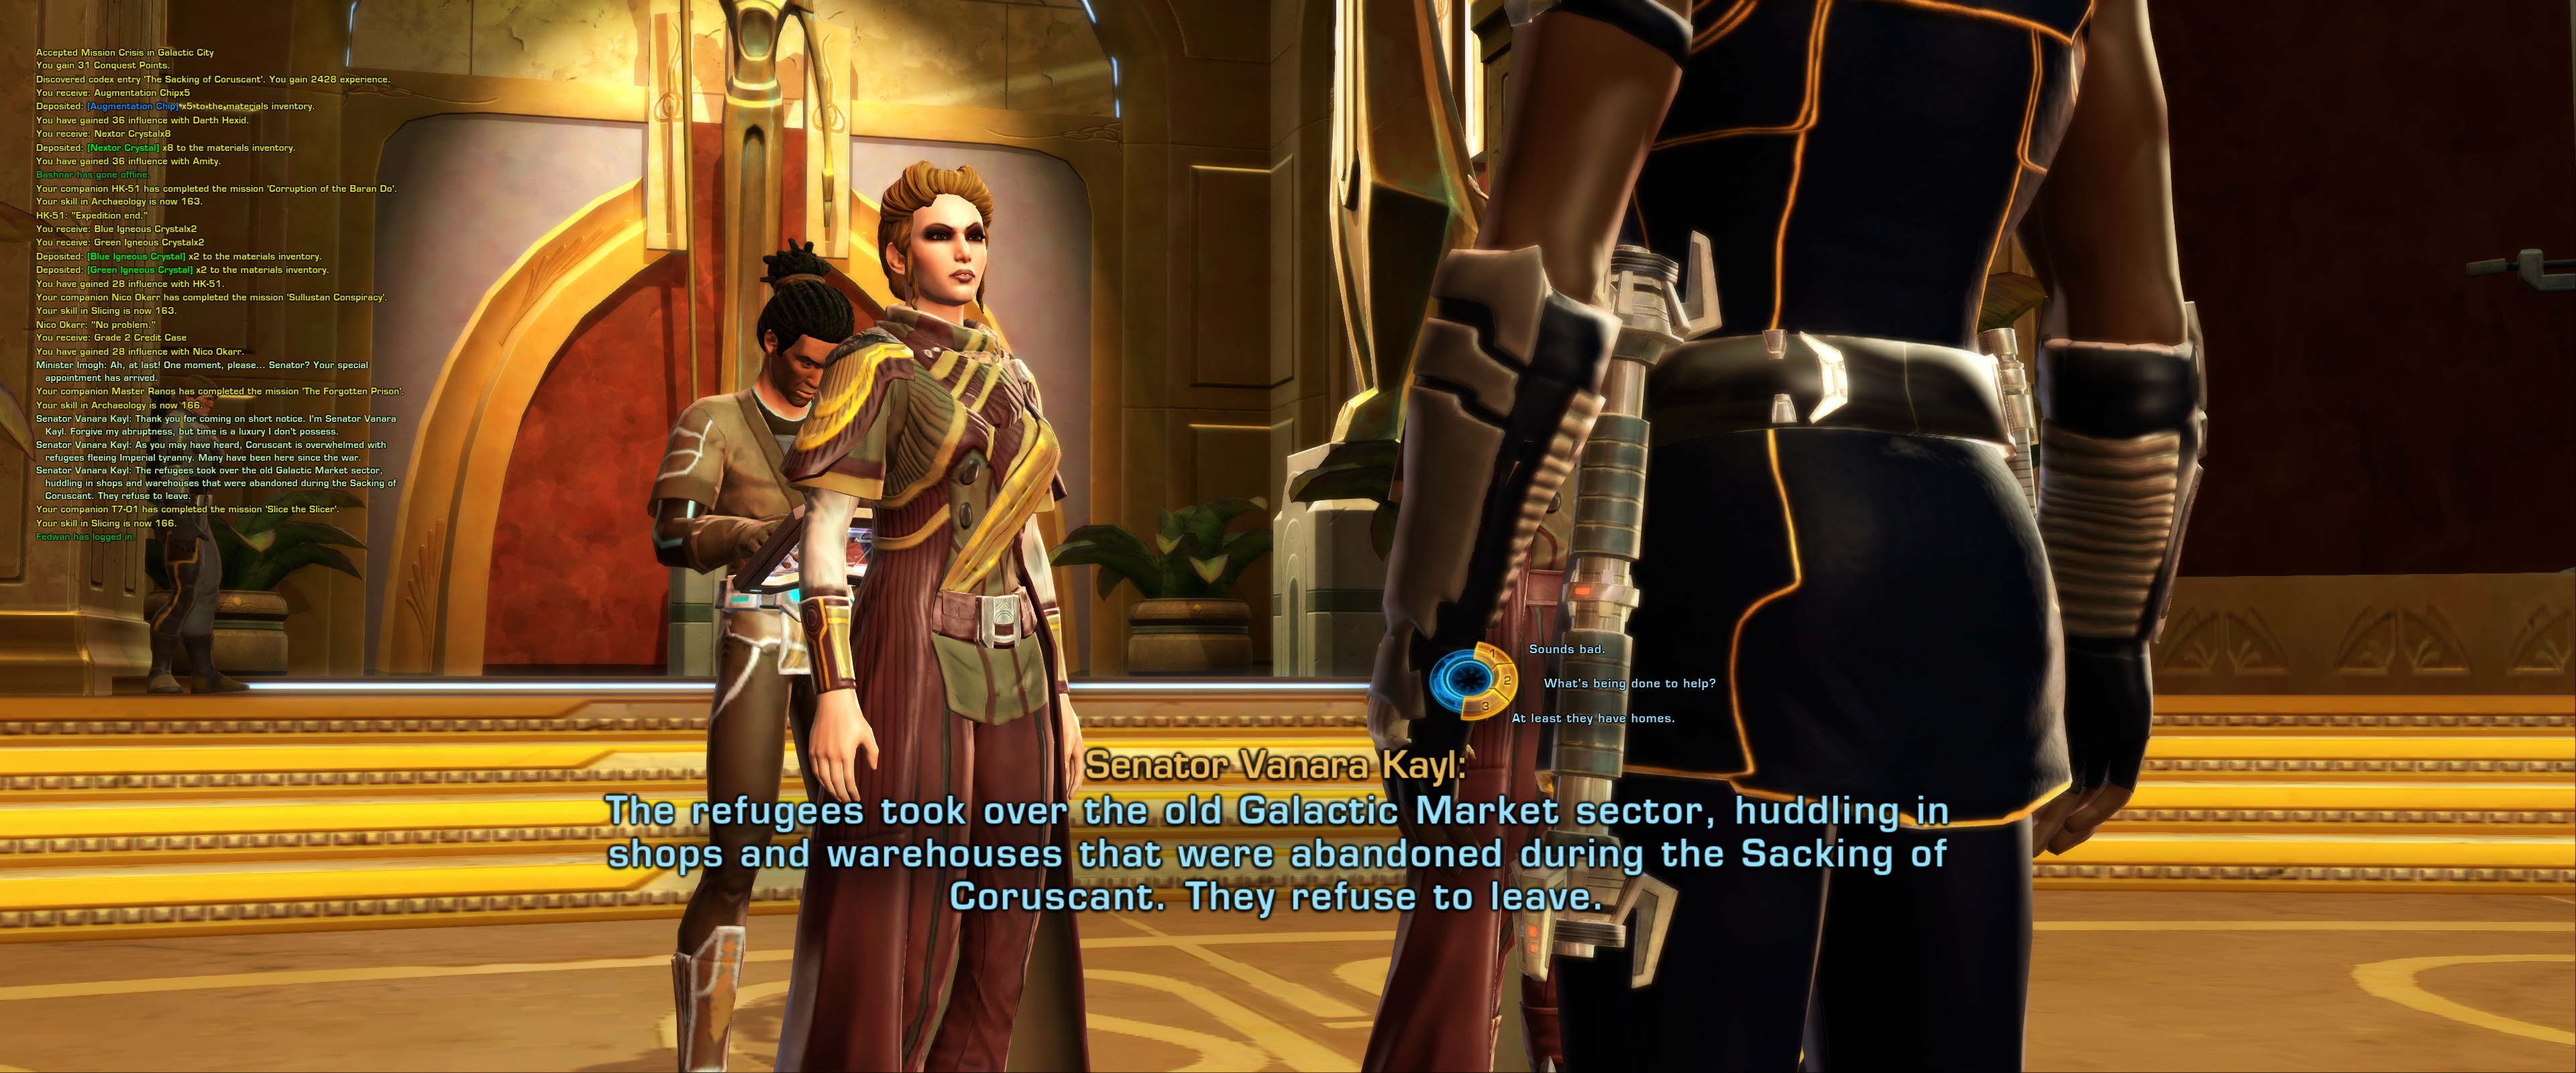 Accepted Mission Crisis in Galactic City
You gain 31 Conquest Points.
Discovered codex entry 'The Sacking of Coruscant'. You gain 2428 experience.
You receive: Augmentation Chipx5
Deposited: [Augmentation Chip] x5 to the materials inventory.
You have gained 36 influence with Darth Hexid.
You receive: Nextor Crystalx8
Deposited: [Nextor Crystal] x8 to the materials inventory.
You have gained 36 influence with Amity.
Bashnar has gone offline.
Your companion HK-51 has completed the mission 'Corruption of the Baran Do'.
Your skill in Archaeology is now 163.
HK-51: "Expedition end."
You receive: Blue Igneous Crystalx2
You receive: Green Igneous Crystalx2
Deposited: [Blue Igneous Crystal] x2 to the materials inventory.
Deposited: [Green Igneous Crystal] x2 to the materials inventory.
You have gained 28 influence with HK-51.
Your companion Nico Okarr has completed the mission 'Sullustan Conspiracy'.
Your skill in Slicing is now 163.
Nico Okarr: "No problem."
You receive: Grade 2 Credit Case
You have gained 28 influence with Nico Okarr.
Minister Imogh: Ah, at last! One moment, please... Senator? Your special
appointment has arrived.
Your companion Master Ranos has completed the mission 'The Forgotten Prison'.
Your skill in Archaeology is now 166.
Senator Vanara Kayl: Thank you for coming on short notice. I'm Senator Vanara
Kayl. Forgive my abruptness, but time is a luxury I don't possess.
Senator Vanara Kayl: As you may have heard, Coruscant is overwhelmed with
refugees fleeing Imperial tyranny. Many have been here since the war.
Senator Vanara Kayl: The refugees took over the old Galactic Market sector,
huddling in shops and warehouses that were abandoned during the Sacking of
Coruscant. They refuse to leave.
Your companion T7-O1 has completed the mission 'Slice the Slicer'.
Your skill in Slicing is now 166.
Fedwan has logged in.
1 Sounds bad.
2 What's being done to help?
3 At least they have homes.
Senator Vanara Kayl:
The refugees took over the old Galactic Market sector, huddling in
shops and warehouses that were abandoned during the Sacking of
Coruscant. They refuse to leave.